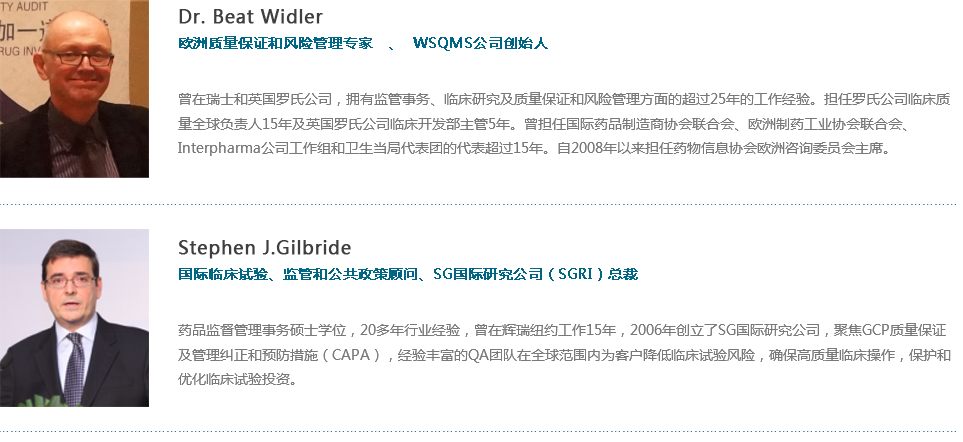 TY AUDIT
加一
RUG INV
Dr. Beat Widler
欧洲质量保证和风险管理专家 、 WSQMS公司创始人
曾在瑞士和英国罗氏公司，拥有监管事务、临床研究及质量保证和风险管理方面的超过25年的工作经验。担任罗氏公司临床质
量全球负责人15年及英国罗氏公司临床开发部主管5年。曾担任国际药品制造商协会联合会、欧洲制药工业协会联合会、
Interpharma公司工作组和卫生当局代表团的代表超过15年。自2008年以来担任药物信息协会欧洲咨询委员会主席。
Stephen J.Gilbride
国际临床试验、监管和公共政策顾问、SG国际研究公司（SGRI）总裁
药品监督管理事务硕士学位，20多年行业经验，曾在辉瑞纽约工作15年，2006年创立了SG国际研究公司，聚焦GCP质量保证
及管理纠正和预防措施（CAPA），经验丰富的QA团队在全球范围内为客户降低临床试验风险，确保高质量临床操作，保护和
优化临床试验投资。